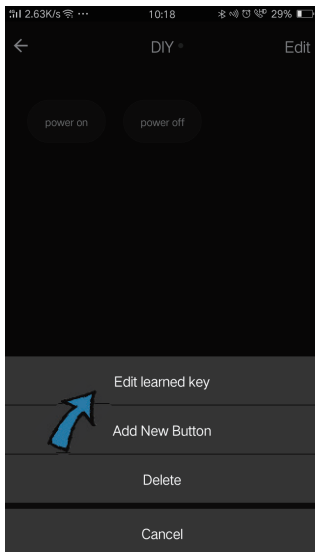 2.63K/s ··· 10:18 29%
DIY Edit
power on power off
Edit learned key
Add New Button
Delete
Cancel